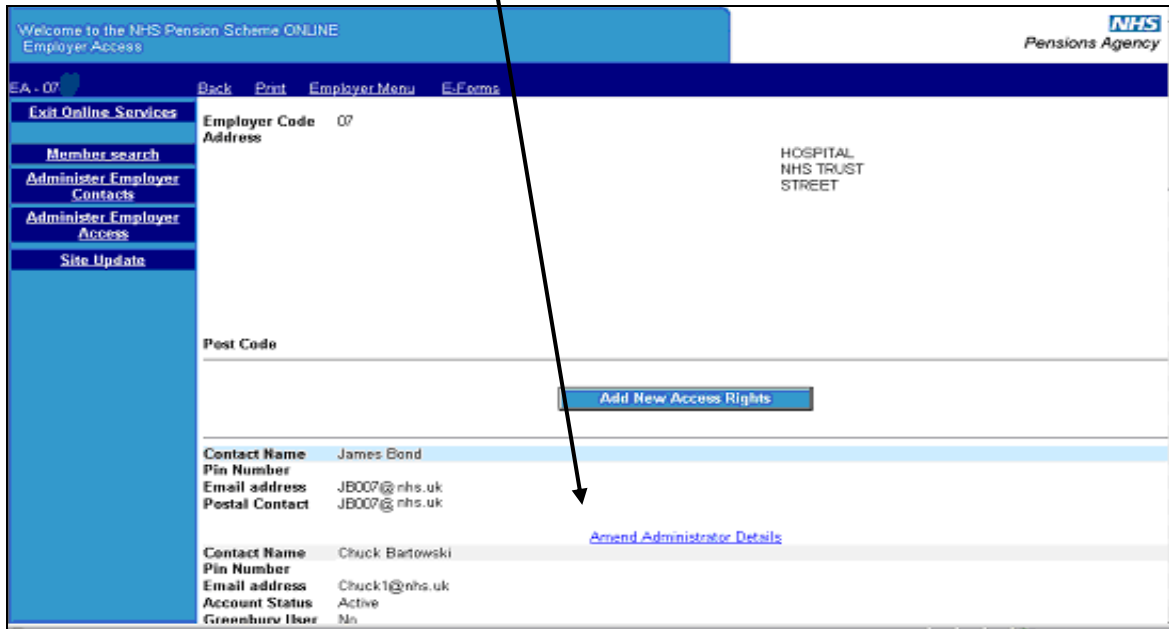 Welcome to the NHS Pension Scheme ONLINE
Employer Access
NHS
Pensions Agency
EA - 07
Back Print Employer Menu E-Forms
Exit Online Services
Member search
Administer Employer
Contacts
Administer Employer
Access
Site Update
Employer Code 07
Address
HOSPITAL
NHS TRUST
STREET
Post Code
Add New Access Rights
Contact Name James Bond
Pin Number
Email address JB007@nhs.uk
Postal Contact JB007@nhs.uk
Amend Administrator Details
Contact Name Chuck Bartowski
Pin Number
Email address Chuck1@nhs.uk
Account Status Active
Greenbury User No